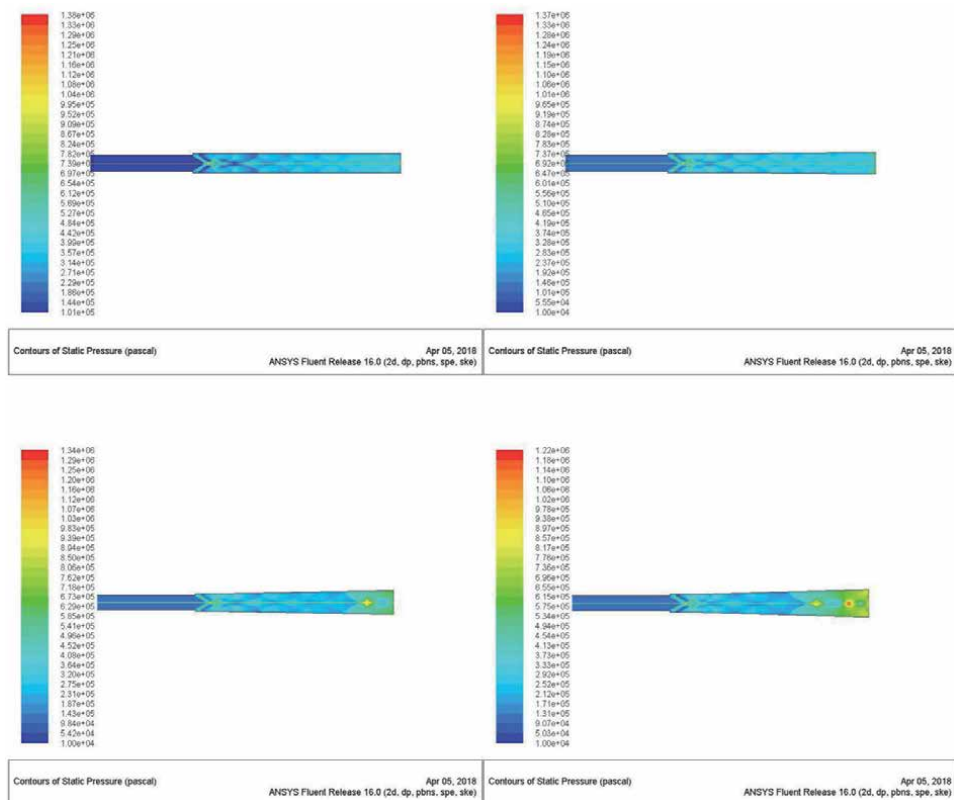 1.38e+06
1.33e+06
1.29e+06
1.25e+06
1.21e+06
1.16e+06
1.12e+06
1.08e+06
1.04e+06
9.95e+05
9.52e+05
9.09e+05
8.67e+05
8.24e+05
7.82e+05
7.39e+05
6.97e+05
6.54e+05
6.12e+05
5.69e+05
5.27e+05
4.84e+05
4.42e+05
3.99e+05
3.57e+05
3.14e+05
2.71e+05
2.29e+05
1.86e+05
1.44e+05
1.01e+05
Contours of Static Pressure (pascal)
Apr 05, 2018
ANSYS Fluent Release 16.0 (2d, dp, pbns, spe, ske)
1.37e+06
1.33e+06
1.28e+06
1.24e+06
1.19e+06
1.15e+06
1.10e+06
1.06e+06
1.01e+06
9.65e+05
9.19e+05
8.74e+05
8.28e+05
7.83e+05
7.37e+05
6.92e+05
6.47e+05
6.01e+05
5.56e+05
5.10e+05
4.65e+05
4.19e+05
3.74e+05
3.28e+05
2.83e+05
2.37e+05
1.92e+05
1.46e+05
1.01e+05
5.55e+04
1.00e+04
Contours of Static Pressure (pascal)
Apr 05, 2018
ANSYS Fluent Release 16.0 (2d, dp, pbns, spe, ske)
1.34e+06
1.29e+06
1.25e+06
1.20e+06
1.16e+06
1.12e+06
1.07e+06
1.03e+06
9.83e+05
9.39e+05
8.94e+05
8.50e+05
8.06e+05
7.62e+05
7.18e+05
6.73e+05
6.29e+05
5.85e+05
5.41e+05
4.96e+05
4.52e+05
4.08e+05
3.64e+05
3.20e+05
2.75e+05
2.31e+05
1.87e+05
1.43e+05
9.84e+04
5.42e+04
1.00e+04
Contours of Static Pressure (pascal)
Apr 05, 2018
ANSYS Fluent Release 16.0 (2d, dp, pbns, spe, ske)
1.22e+06
1.18e+06
1.14e+06
1.10e+06
1.06e+06
1.02e+06
9.78e+05
9.38e+05
8.97e+05
8.57e+05
8.17e+05
7.76e+05
7.36e+05
6.96e+05
6.55e+05
6.15e+05
5.75e+05
5.34e+05
4.94e+05
4.54e+05
4.13e+05
3.73e+05
3.33e+05
2.92e+05
2.52e+05
2.12e+05
1.71e+05
1.31e+05
9.07e+04
5.03e+04
1.00e+04
Contours of Static Pressure (pascal)
Apr 05, 2018
ANSYS Fluent Release 16.0 (2d, dp, pbns, spe, ske)